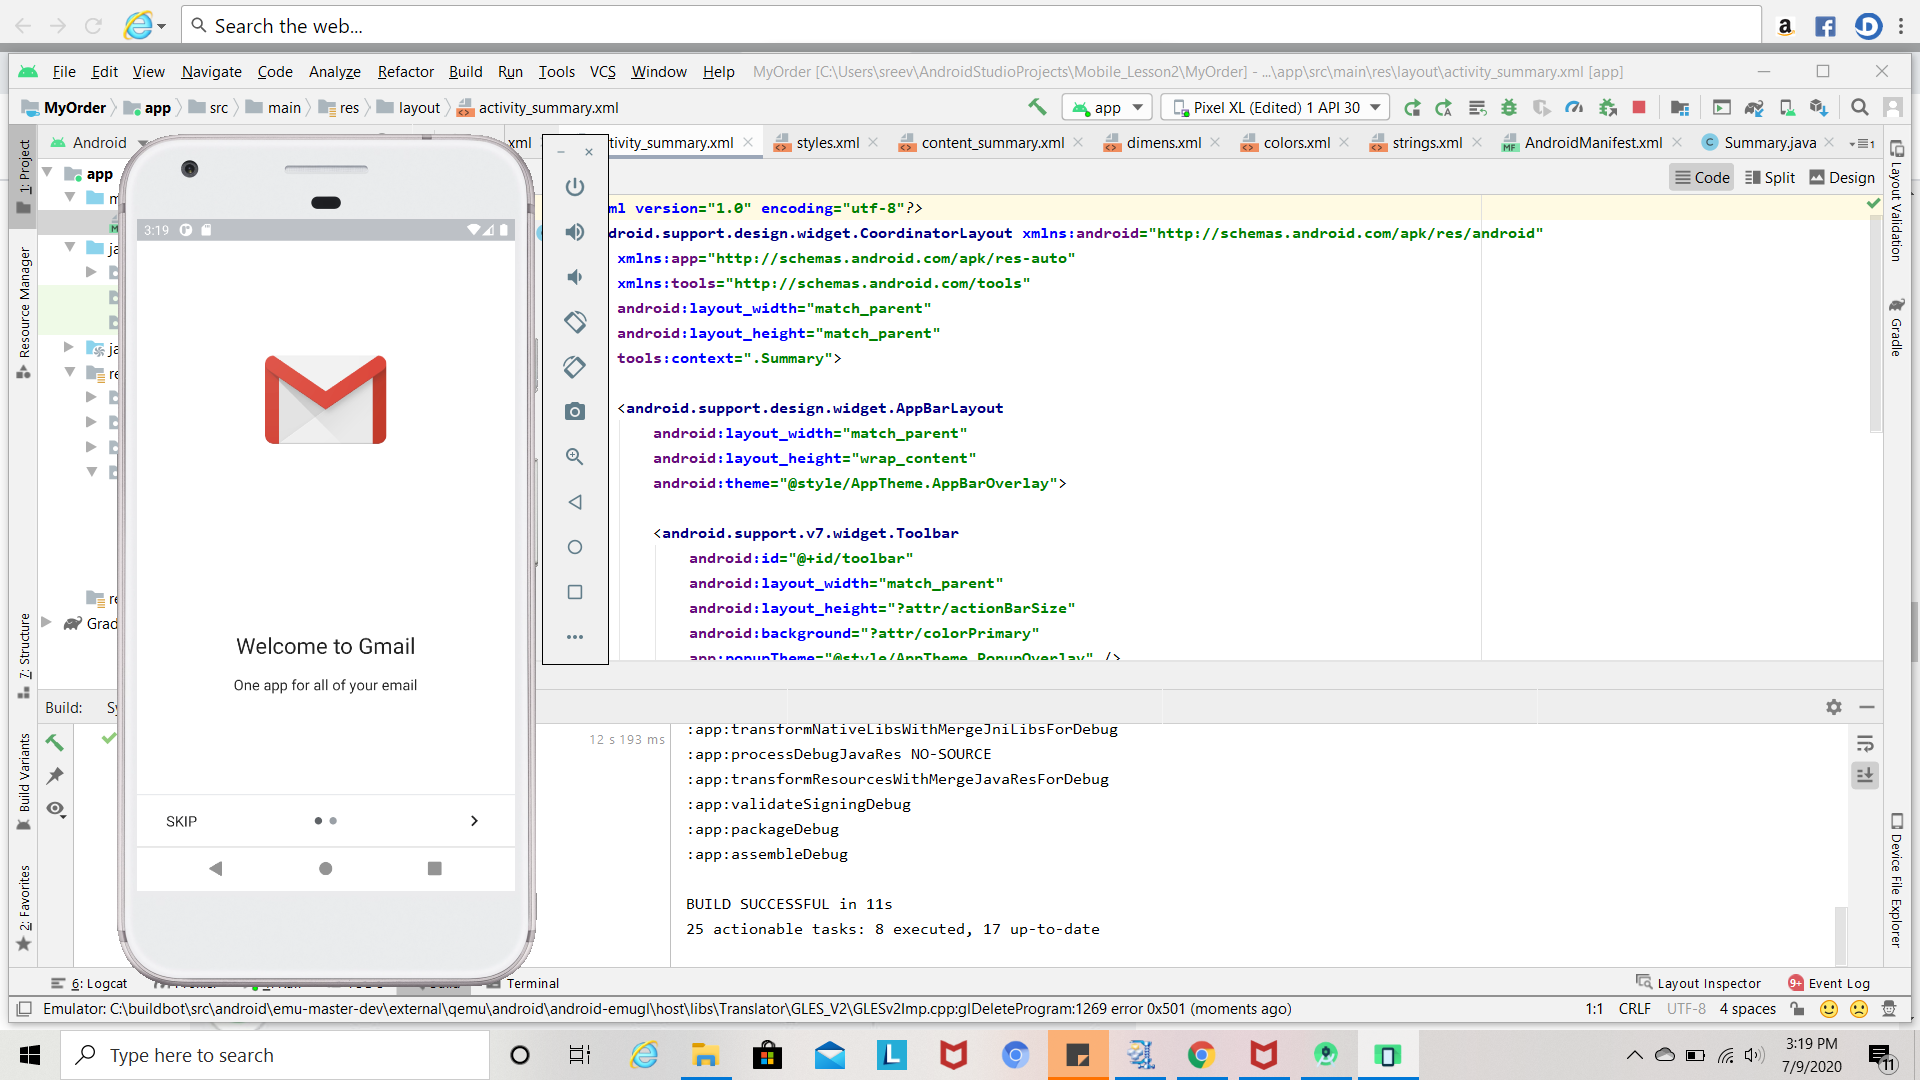 Search the web...
File Edit View Navigate Code Analyze Refactor Build Run Tools VCS Window Help MyOrder [C:\Users\sreev\AndroidStudioProjects\Mobile_Lesson2\MyOrder] - ...\app\src\main\res\layout\activity_summary.xml [app]
MyOrder app src main res layout activity_summary.xml app Pixel XL (Edited) 1 API 30
Android xml tivity_summary.xml styles.xml content_summary.xml dimens.xml colors.xml strings.xml AndroidManifest.xml Summary.java
Code Split Design
1: Project
Resource Manager
7: Structure
Build Variants
2: Favorites
app
m
ja
ja
re
re
Grad
3:19
Welcome to Gmail
One app for all of your email
SKIP
ml version="1.0" encoding="utf-8"?>
droid.support.design.widget.CoordinatorLayout xmlns:android="http://schemas.android.com/apk/res/android"
xmlns:app="http://schemas.android.com/apk/res-auto"
xmlns:tools="http://schemas.android.com/tools"
android:layout_width="match_parent"
android:layout_height="match_parent"
tools:context=".Summary">
<android.support.design.widget.AppBarLayout
android:layout_width="match_parent"
android:layout_height="wrap_content"
android:theme="@style/AppTheme.AppBarOverlay">
<android.support.v7.widget.Toolbar
android:id="@+id/toolbar"
android:layout_width="match_parent"
android:layout_height="?attr/actionBarSize"
android:background="?attr/colorPrimary"
app:popupTheme="@style/AppTheme.PopupOverlay" />
Layout Validation
Gradle
Device File Explorer
Build: Sy
12 s 193 ms
:app:transformNativeLibsWithMergeJniLibsForDebug
:app:processDebugJavaRes NO-SOURCE
:app:transformResourcesWithMergeJavaResForDebug
:app:validateSigningDebug
:app:packageDebug
:app:assembleDebug
BUILD SUCCESSFUL in 11s
25 actionable tasks: 8 executed, 17 up-to-date
6: Logcat Terminal Layout Inspector 9+ Event Log
Emulator: C:\buildbot\src\android\emu-master-dev\external\qemu\android\android-emugl\host\libs\Translator\GLES_V2\GLESv2Imp.cpp:glDeleteProgram:1269 error 0x501 (moments ago) 1:1 CRLF UTF-8 4 spaces
Type here to search
3:19 PM
7/9/2020
11